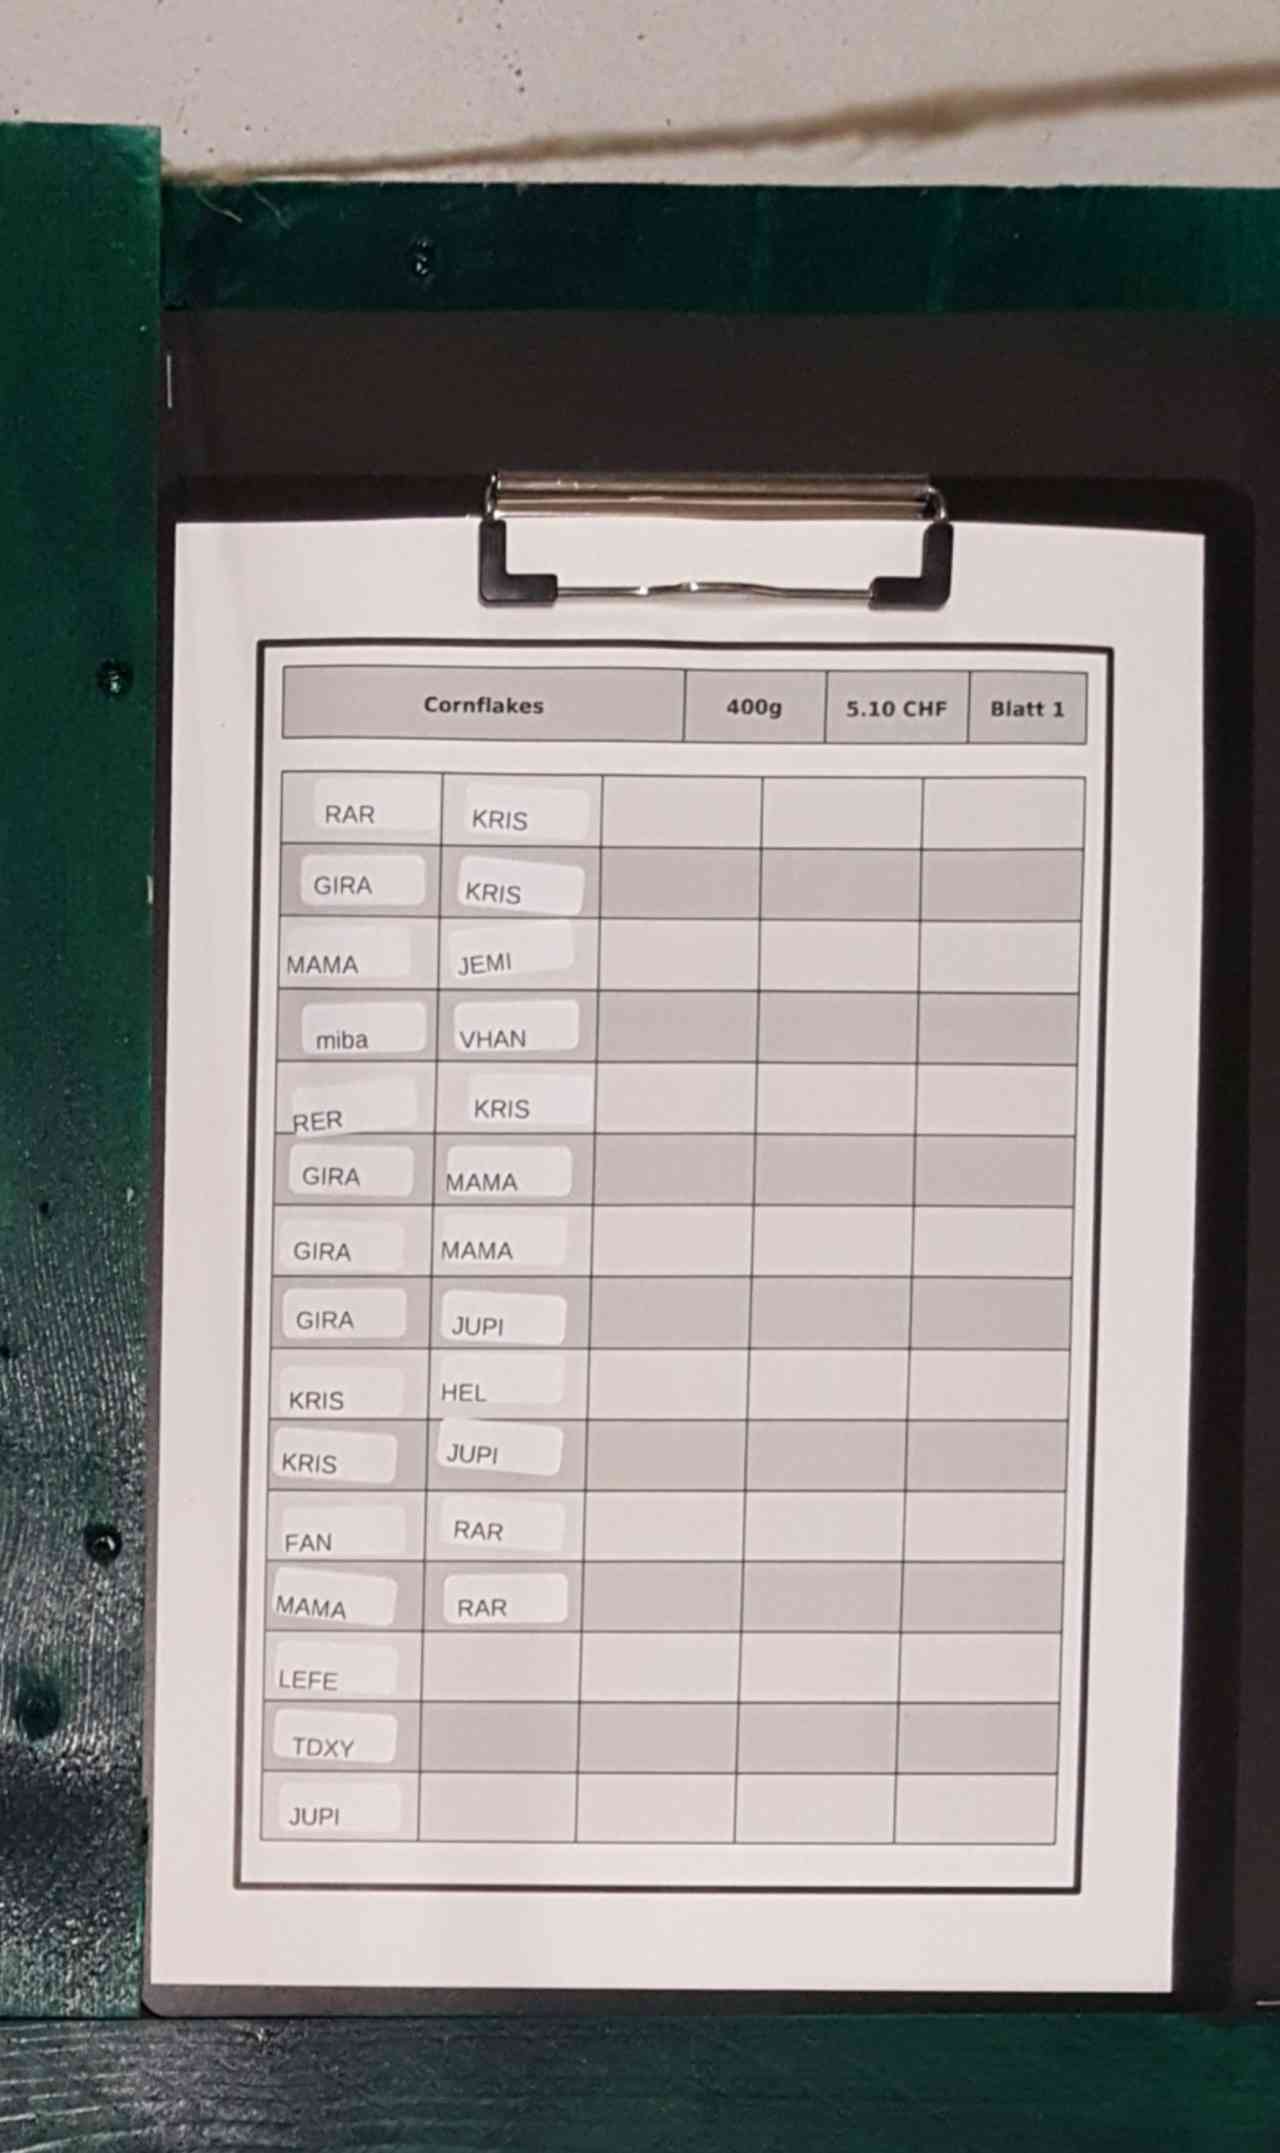 Cornflakes 400g 5.10 CHF Blatt 1
RAR KRIS
GIRA KRIS
MAMA JEMI
miba VHAN
RER KRIS
GIRA MAMA
GIRA MAMA
GIRA JUPI
KRIS HEL
KRIS JUPI
FAN RAR
MAMA RAR
LEFE
TDXY
JUPI